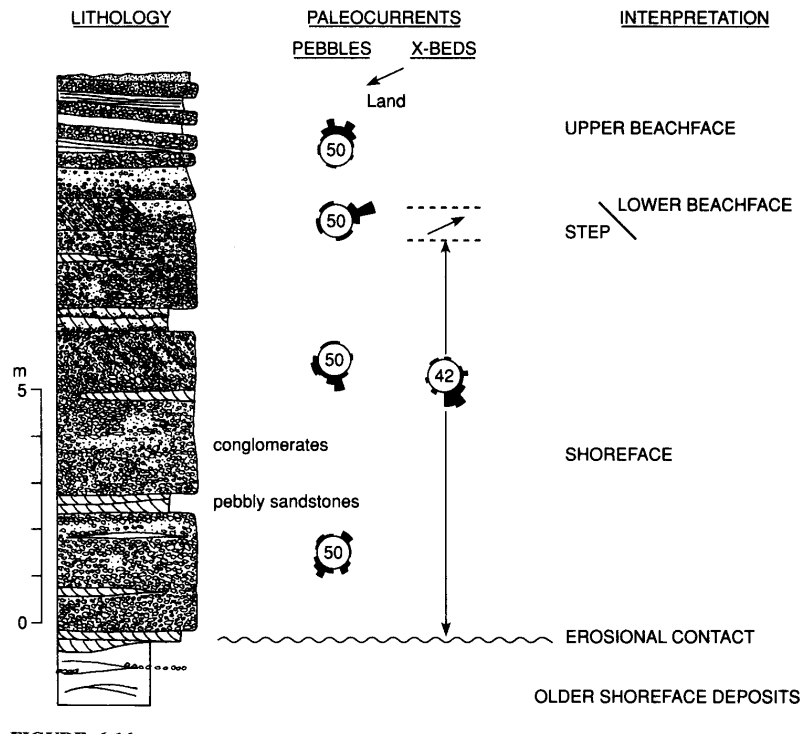 LITHOLOGY
PALEOCURRENTS
INTERPRETATION
PEBBLES
X-BEDS
Land
50
UPPER BEACHFACE
50
LOWER BEACHFACE
STEP
50
42
m
5
conglomerates
SHOREFACE
pebbly sandstones
50
0
EROSIONAL CONTACT
OLDER SHOREFACE DEPOSITS